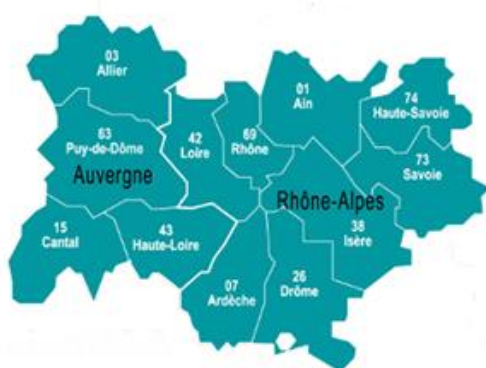 03
Allier
01
Ain
74
Haute-Savoie
63
Puy-de-Dôme
42
Loire
69
Rhône
73
Savoie
Auvergne
Rhône-Alpes
15
Cantal
43
Haute-Loire
38
Isère
07
Ardèche
26
Drôme